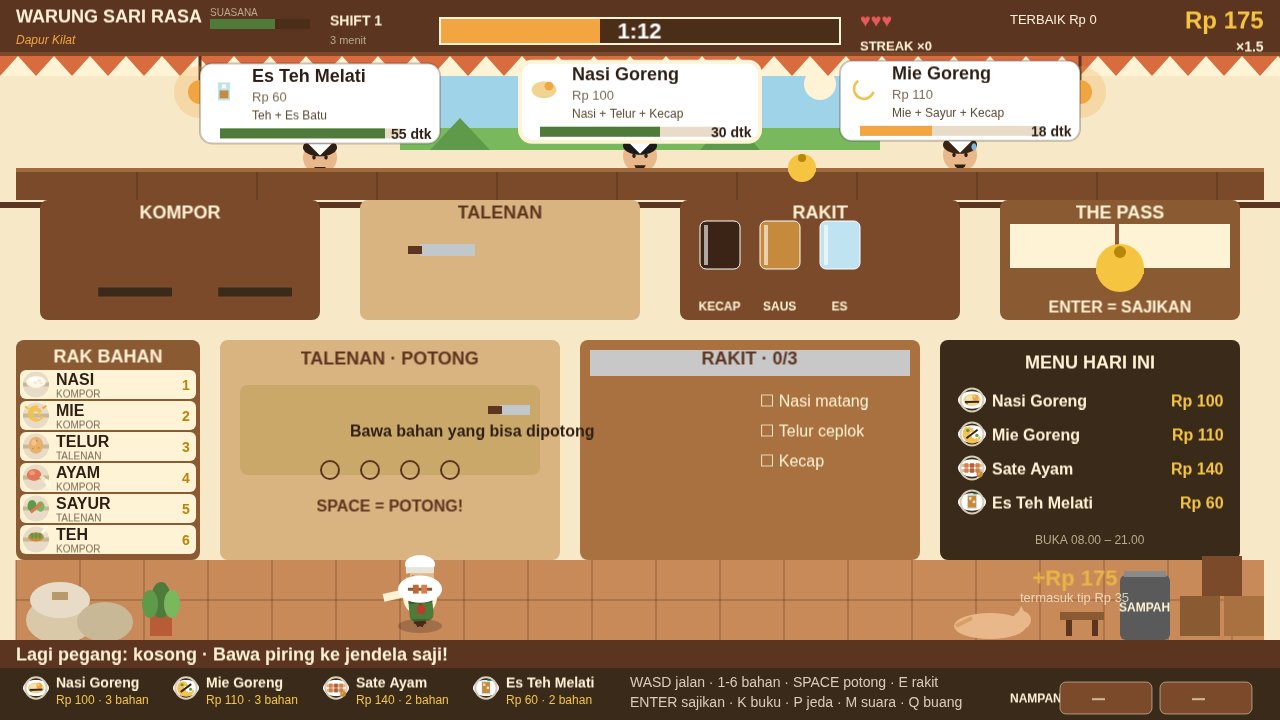 WARUNG SARI RASA
SUASANA
SHIFT 1
1:12
♥♥♥
TERBAIK Rp 0
Rp 175
Dapur Kilat
3 menit
STREAK ×0
×1.5
Es Teh Melati
Rp 60
Teh + Es Batu
55 dtk
Nasi Goreng
Rp 100
Nasi + Telur + Kecap
30 dtk
Mie Goreng
Rp 110
Mie + Sayur + Kecap
18 dtk
KOMPOR
TALENAN
RAKIT
KECAP
SAUS
ES
THE PASS
ENTER = SAJIKAN
RAK BAHAN
NASI
KOMPOR
1
MIE
KOMPOR
2
TELUR
TALENAN
3
AYAM
KOMPOR
4
SAYUR
TALENAN
5
TEH
KOMPOR
6
TALENAN · POTONG
Bawa bahan yang bisa dipotong
SPACE = POTONG!
RAKIT · 0/3
☐ Nasi matang
☐ Telur ceplok
☐ Kecap
MENU HARI INI
Nasi Goreng Rp 100
Mie Goreng Rp 110
Sate Ayam Rp 140
Es Teh Melati Rp 60
BUKA 08.00 – 21.00
+Rp 175
termasuk tip Rp 35
SAMPAH
Lagi pegang: kosong · Bawa piring ke jendela saji!
Nasi Goreng
Rp 100 · 3 bahan
Mie Goreng
Rp 110 · 3 bahan
Sate Ayam
Rp 140 · 2 bahan
Es Teh Melati
Rp 60 · 2 bahan
WASD jalan · 1-6 bahan · SPACE potong · E rakit
ENTER sajikan · K buku · P jeda · M suara · Q buang
NAMPAN
—
—